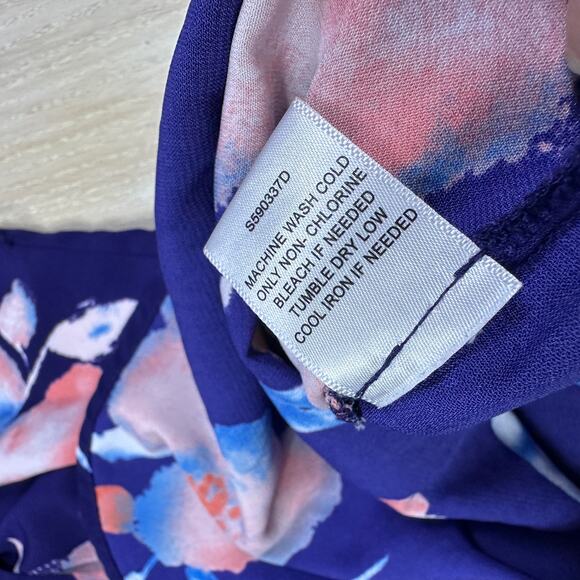 S590337D
MACHINE WASH COLD
ONLY NON- CHLORINE
BLEACH IF NEEDED
TUMBLE DRY LOW
COOL IRON IF NEEDED